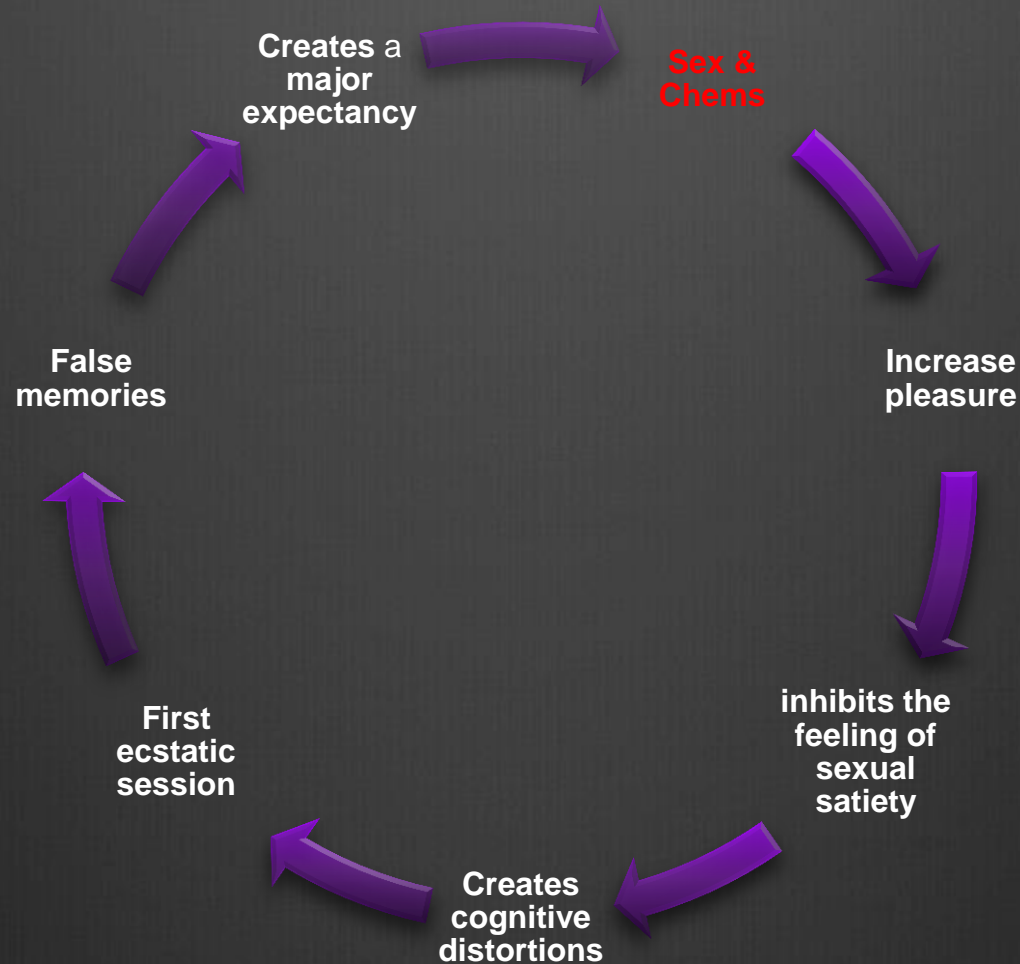 Sex &
Chems
Increase
pleasure
inhibits the
feeling of
sexual
satiety
Creates
cognitive
distortions
First
ecstatic
session
False
memories
Creates a
major
expectancy